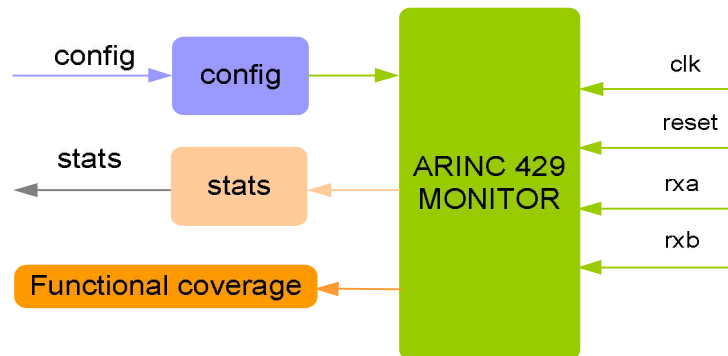 config
config
clk
stats
stats
reset
ARINC 429
MONITOR
rxa
rxb
Functional coverage